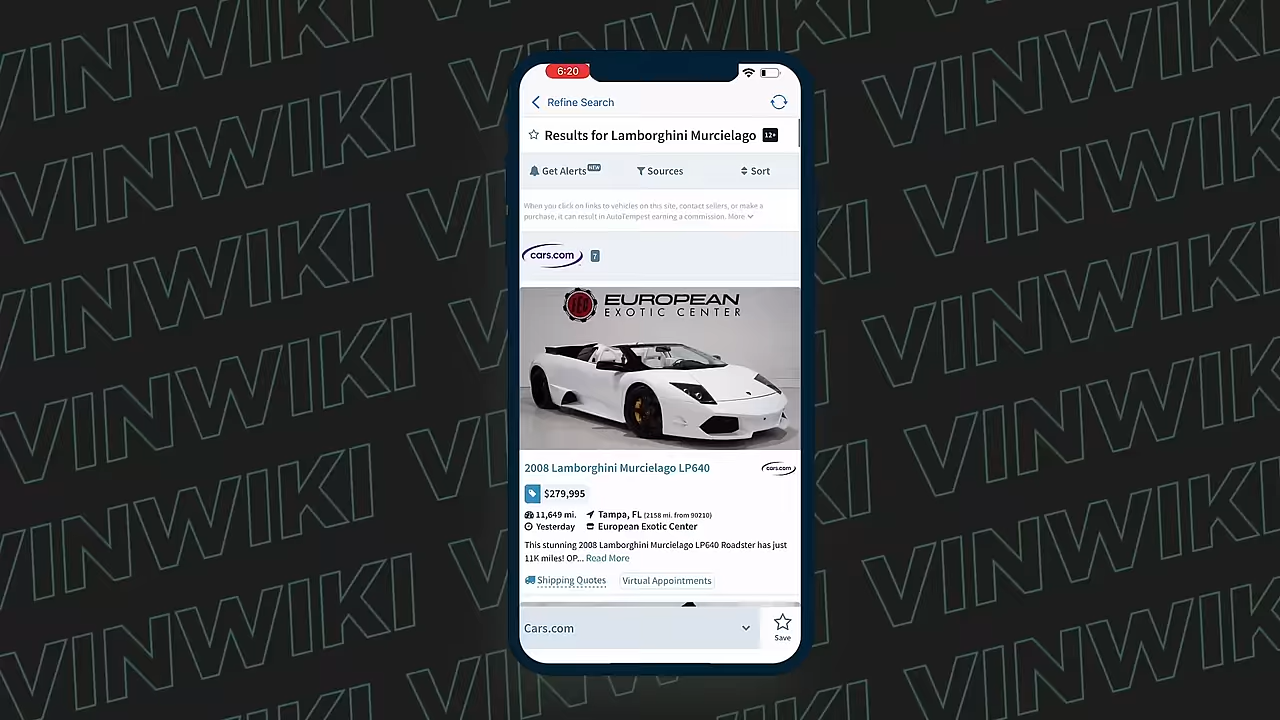 VINWIKI
6:20
Refine Search
Results for Lamborghini Murcielago 12+
Get Alerts NEW Sources Sort
When you click on links to vehicles on this site, contact sellers, or make a
purchase, it can result in AutoTempest earning a commission. More
cars.com 7
EUROPEAN
EXOTIC CENTER
2008 Lamborghini Murcielago LP640 cars.com
$279,995
11,649 mi. Tampa, FL (2158 mi. from 90210)
Yesterday European Exotic Center
This stunning 2008 Lamborghini Murcielago LP640 Roadster has just
11K miles! OP... Read More
Shipping Quotes Virtual Appointments
Cars.com
Save